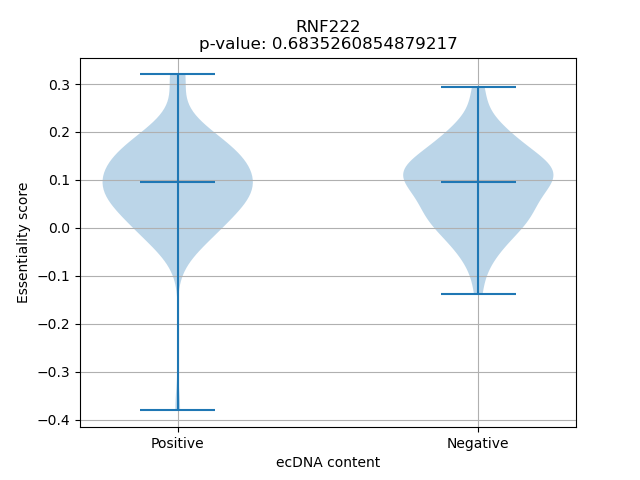 RNF222
p-value: 0.6835260854879217
Essentiality score
0.3
0.2
0.1
0.0
−0.1
−0.2
−0.3
−0.4
Positive
Negative
ecDNA content